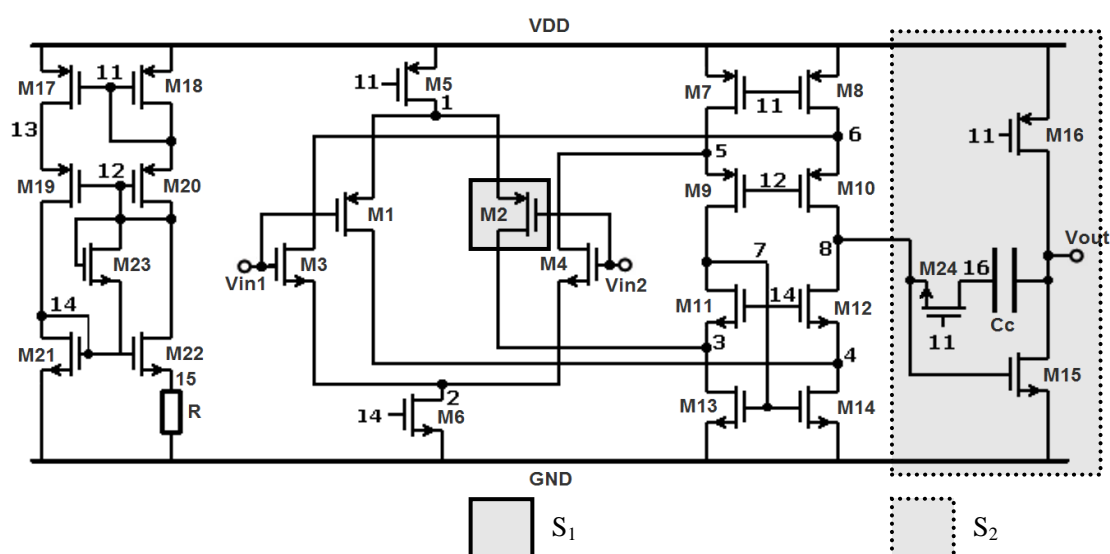 VDD
M17 11 M18
11 M5
1
M7 11 M8
11 M16
13
5 6
M19 12 M20
M9 12 M10
M1 M2
7 8
Vout
M23
Vin1 M3 M4 Vin2
M24 16
Cc
11
14
M11 14 M12
3 4
M21 M22
15
R
2
14 M6
M13 M14
M15
GND
S1 S2